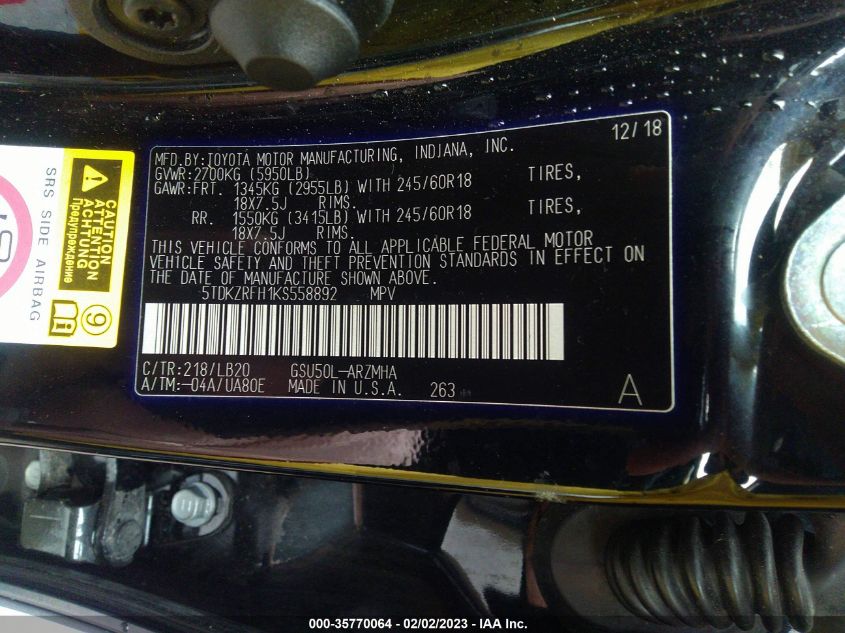 12/18
MFD.BY:TOYOTA MOTOR MANUFACTURING, INDIANA, INC.
GVWR:2700KG (5950LB)
GAWR:FRT. 1345KG (2955LB) WITH 245/60R18 TIRES,
18X7.5J RIMS.
RR. 1550KG (3415LB) WITH 245/60R18 TIRES,
18X7.5J RIMS.
THIS VEHICLE CONFORMS TO ALL APPLICABLE FEDERAL MOTOR
VEHICLE SAFETY AND THEFT PREVENTION STANDARDS IN EFFECT ON
THE DATE OF MANUFACTURE SHOWN ABOVE.
5TDKZRFH1KS558892 MPV
C/TR:218/LB20 GSU50L-ARZMHA
A/TM:-04A/UA80E MADE IN U.S.A. 263
A
SRS SIDE AIRBAG
CAUTION
ATTENTION
ACHTUNG
Предупреждение
9
000-35770064 - 02/02/2023 - IAA Inc.